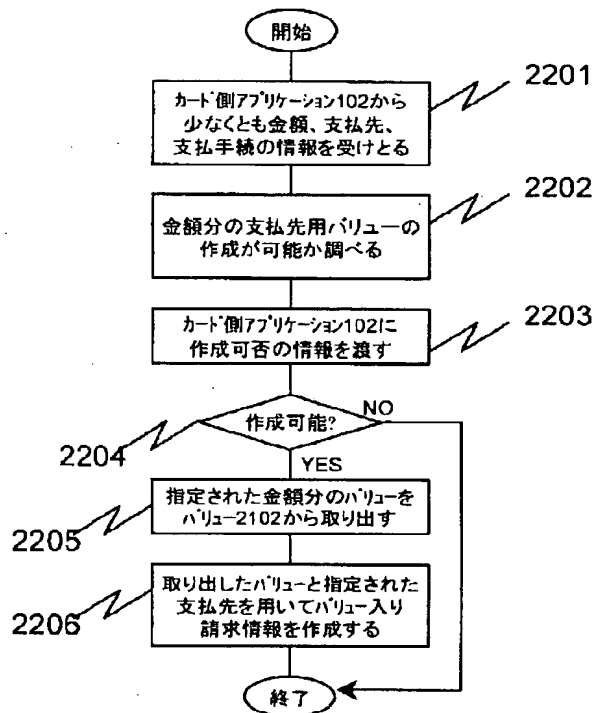 開始
2201
カード側アプリケーション102から
少なくとも金額、支払先、
支払手続の情報を受けとる
2202
金額分の支払先用バリューの
作成が可能か調べる
2203
カード側アプリケーション102に
作成可否の情報を渡す
作成可能?
NO
2204
YES
指定された金額分のバリューを
バリュー2102から取り出す
2205
取り出したバリューと指定された
支払先を用いてバリュー入り
請求情報を作成する
2206
終了